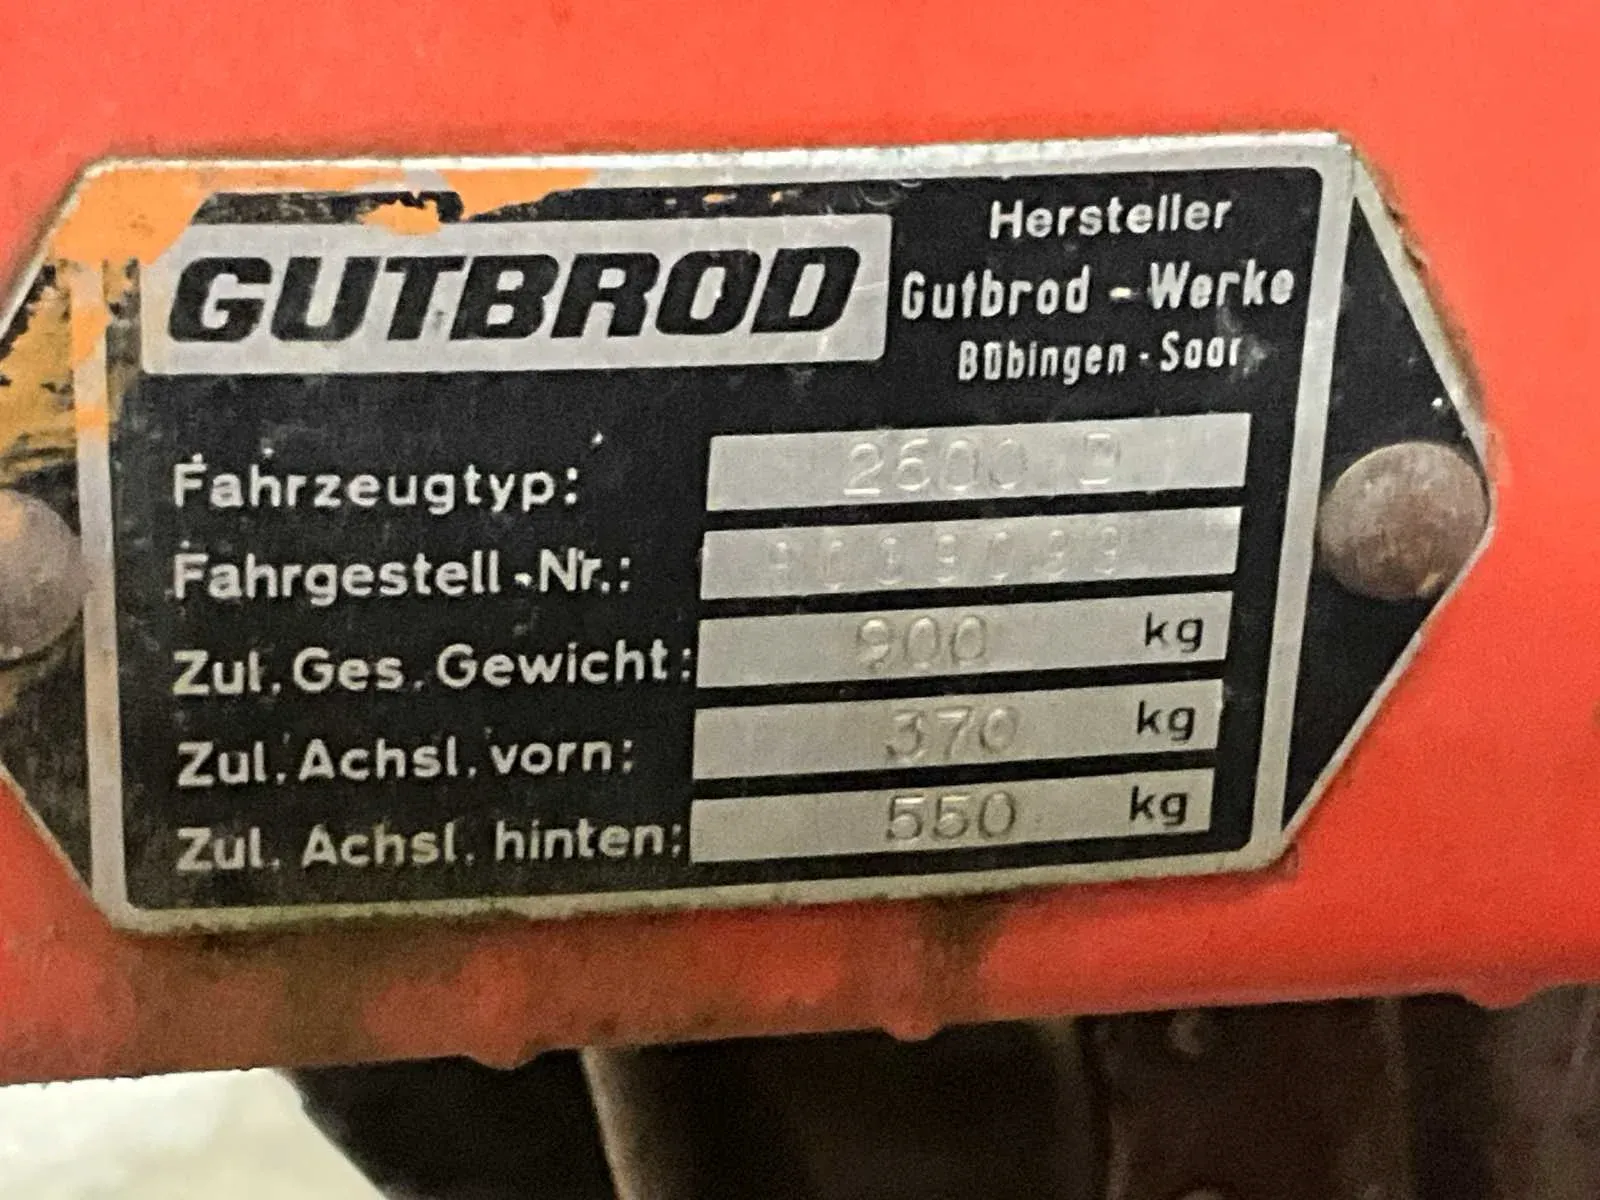 GUTBROD
Hersteller
Gutbrod - Werke
Bübingen - Saar
Fahrzeugtyp: 2600 D
Fahrgestell-Nr.:
Zul. Ges. Gewicht: 900 kg
Zul. Achsl. vorn: 370 kg
Zul. Achsl. hinten: 550 kg